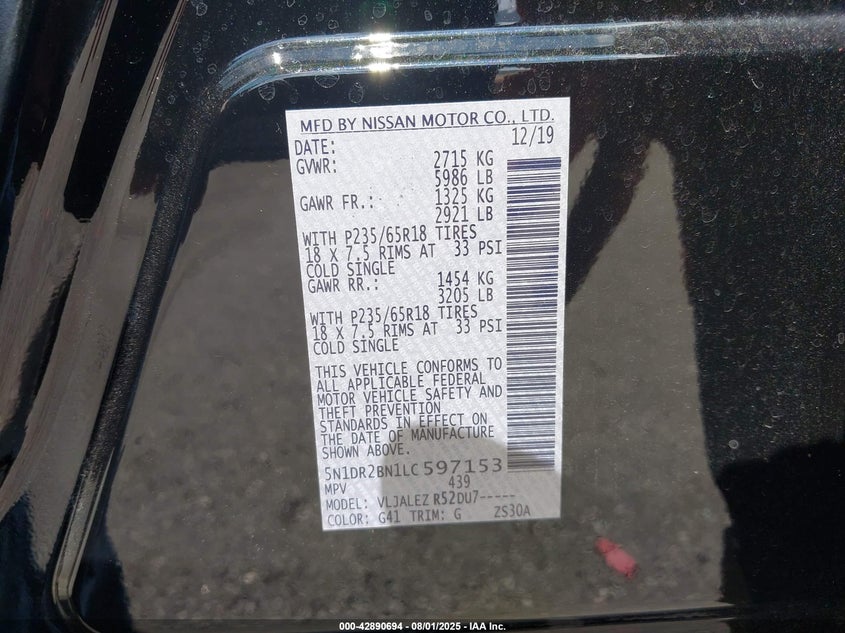 MFD BY NISSAN MOTOR CO., LTD.
DATE: 12/19
GVWR: 2715 KG
5986 LB
GAWR FR.: 1325 KG
2921 LB
WITH P235/65R18 TIRES
18 X 7.5 RIMS AT 33 PSI
COLD SINGLE
GAWR RR.: 1454 KG
3205 LB
WITH P235/65R18 TIRES
18 X 7.5 RIMS AT 33 PSI
COLD SINGLE
THIS VEHICLE CONFORMS TO
ALL APPLICABLE FEDERAL
MOTOR VEHICLE SAFETY AND
THEFT PREVENTION
STANDARDS IN EFFECT ON
THE DATE OF MANUFACTURE
SHOWN ABOVE.
5N1DR2BN1LC597153
MPV 439
MODEL: VLJALEZ R52DU7-----
COLOR: G41 TRIM: G ZS30A
000-42890694 - 08/01/2025 - IAA Inc.